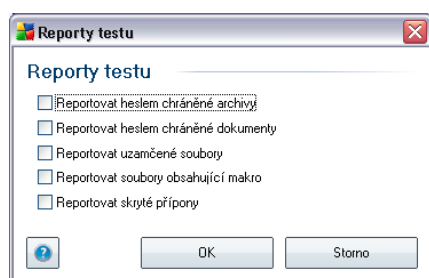 Reporty testu
Reporty testu
Reportovat heslem chráněné archivy
Reportovat heslem chráněné dokumenty
Reportovat uzamčené soubory
Reportovat soubory obsahující makro
Reportovat skryté přípony
?
OK
Storno